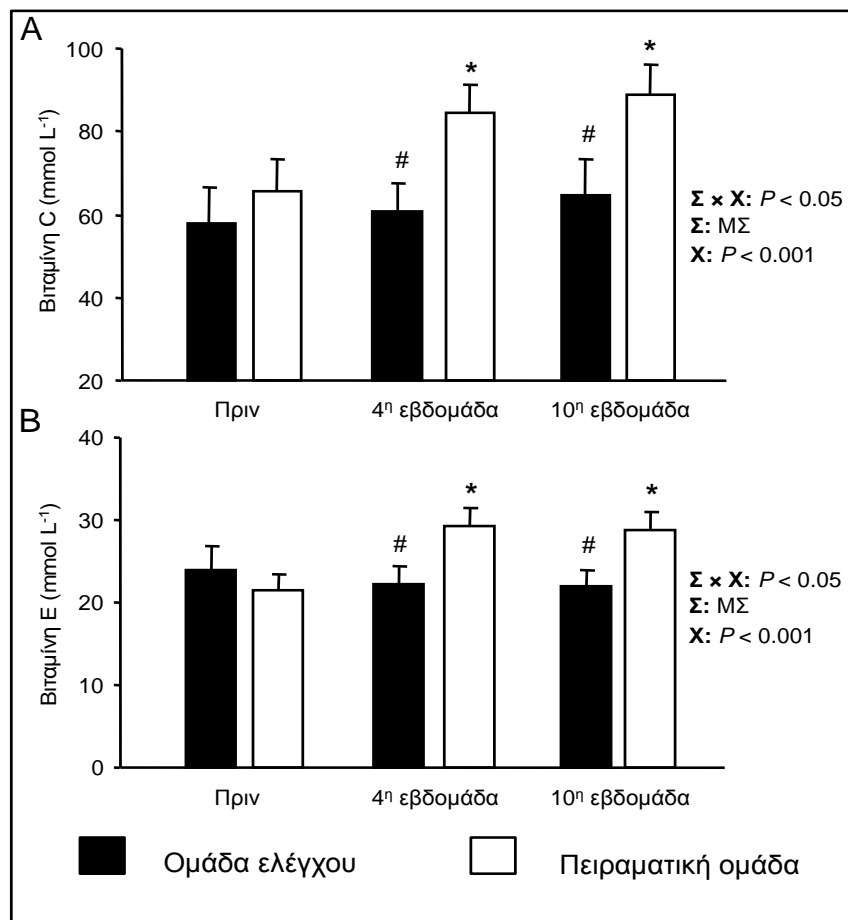 A
Βιταμίνη C (mmol L-1)
100
80
60
40
20
*
*
#
#
Σ × Χ: P < 0.05
Σ: ΜΣ
Χ: P < 0.001
Πριν
4η εβδομάδα
10η εβδομάδα
B
Βιταμίνη E (mmol L-1)
40
30
20
10
0
*
*
#
#
Σ × Χ: P < 0.05
Σ: ΜΣ
Χ: P < 0.001
Πριν
4η εβδομάδα
10η εβδομάδα
Ομάδα ελέγχου
Πειραματική ομάδα